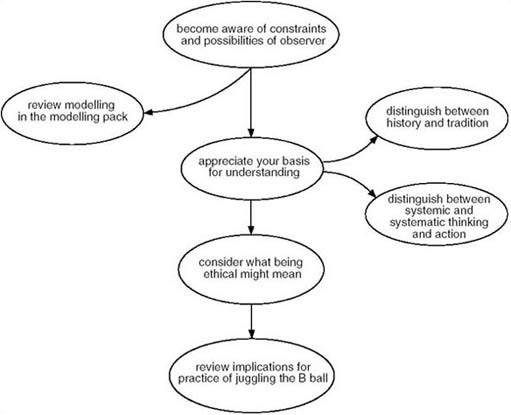 become aware of constraints
and possibilities of observer
review modelling
in the modelling pack
distinguish between
history and tradition
appreciate your basis
for understanding
distinguish between
systemic and
systematic thinking
and action
consider what being
ethical might mean
review implications for
practice of juggling the B ball